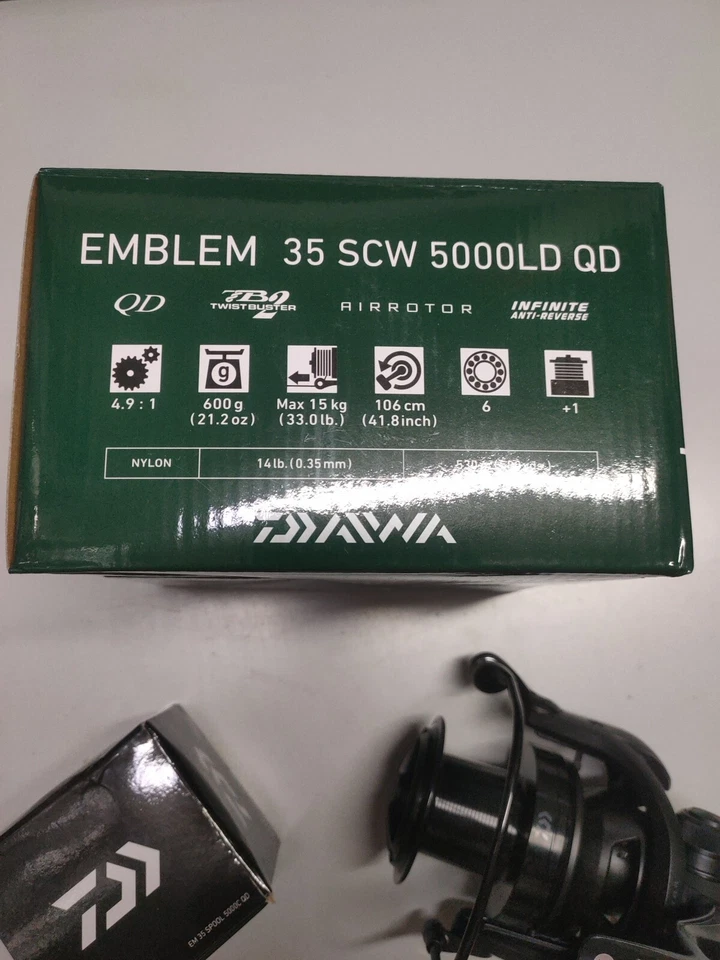 EMBLEM 35 SCW 5000LD QD
QD TB2 TWISTBUSTER AIRROTOR INFINITE ANTI-REVERSE
g
4.9 : 1 600 g (21.2 oz) Max 15 kg (33.0 lb.) 106 cm (41.8 inch) 6 +1
NYLON 14 lb. (0.35 mm)
DAIWA
EM 35 SPOOL 5000C QD